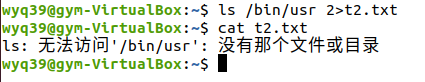 wyq39@gym-VirtualBox:~$ ls /bin/usr 2>t2.txt
wyq39@gym-VirtualBox:~$ cat t2.txt
ls: 无法访问'/bin/usr': 没有那个文件或目录
wyq39@gym-VirtualBox:~$